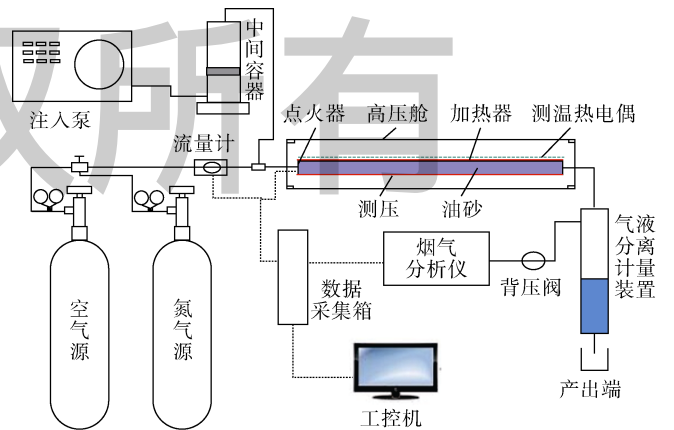 权所有
中
间
容
器
注入泵
流量计
点火器
高压舱
加热器
测温热电偶
测压
油砂
空
气
源
氮
气
源
数据
采集箱
烟气
分析仪
背压阀
气液
分离
计量
装置
产出端
工控机